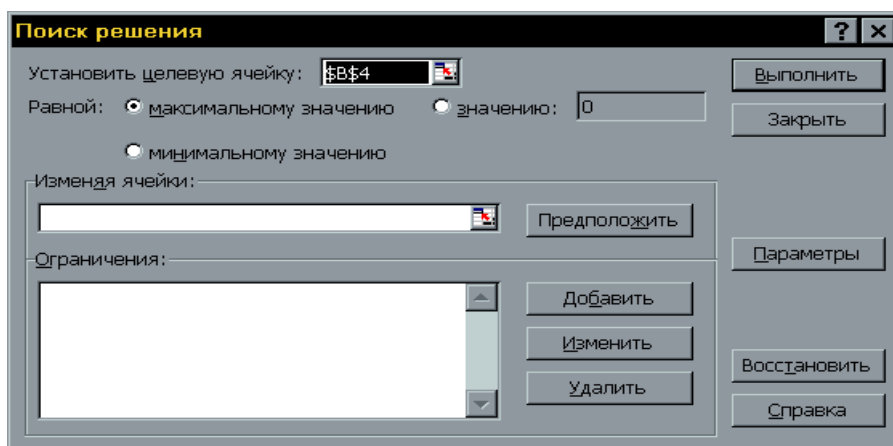 Поиск решения
Установить целевую ячейку: $B$4
Выполнить
Равной: максимальному значению значению: 0
Закрыть
минимальному значению
Изменяя ячейки:
Предположить
Параметры
Ограничения:
Добавить
Изменить
Удалить
Восстановить
Справка